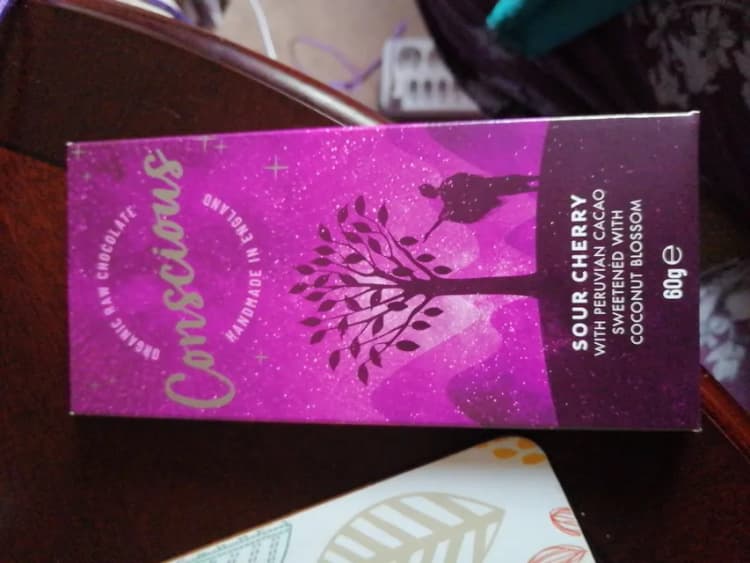 ORGANIC RAW CHOCOLATE
Conscious
HANDMADE IN ENGLAND
SOUR CHERRY
WITH PERUVIAN CACAO
SWEETENED WITH
COCONUT BLOSSOM
60g℮